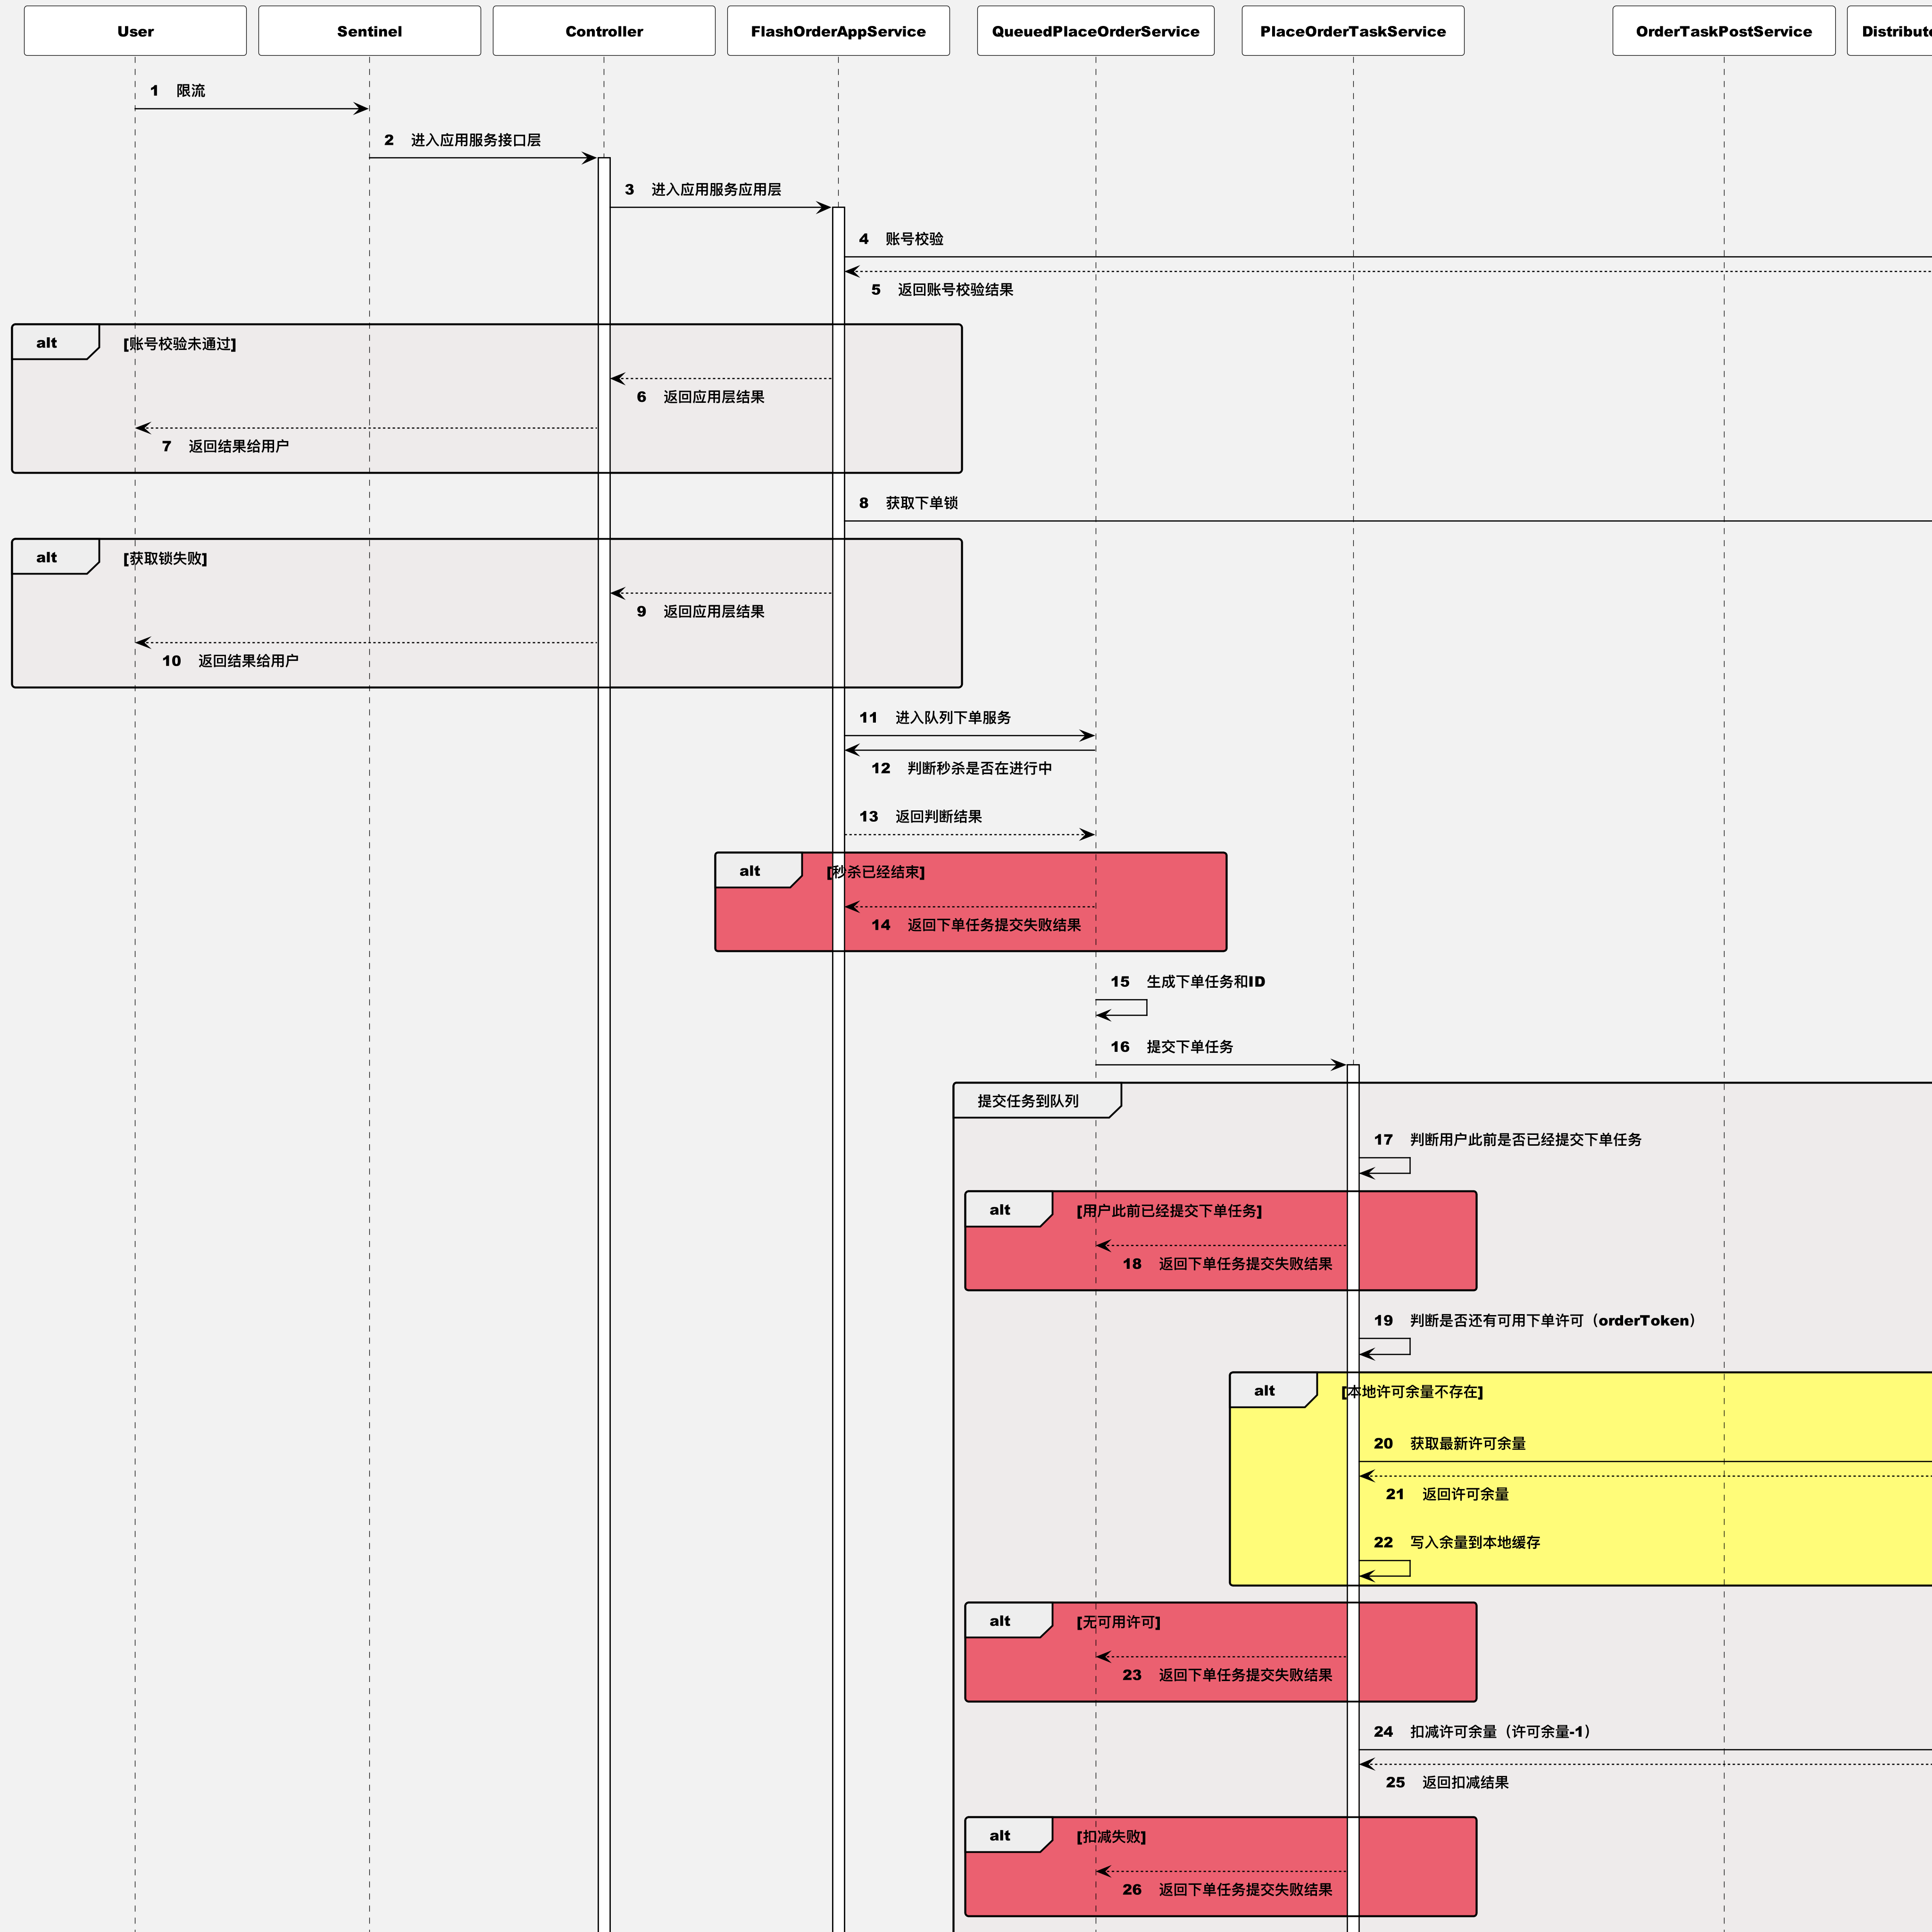 User
Sentinel
Controller
FlashOrderAppService
QueuedPlaceOrderService
PlaceOrderTaskService
OrderTaskPostService
1 限流
2 进入应用服务接口层
3 进入应用服务应用层
4 账号校验
5 返回账号校验结果
alt [账号校验未通过]
6 返回应用层结果
7 返回结果给用户
8 获取下单锁
alt [获取锁失败]
9 返回应用层结果
10 返回结果给用户
11 进入队列下单服务
12 判断秒杀是否在进行中
13 返回判断结果
alt [秒杀已经结束]
14 返回下单任务提交失败结果
15 生成下单任务和ID
16 提交下单任务
提交任务到队列
17 判断用户此前是否已经提交下单任务
alt [用户此前已经提交下单任务]
18 返回下单任务提交失败结果
19 判断是否还有可用下单许可（orderToken）
alt [本地许可余量不存在]
20 获取最新许可余量
21 返回许可余量
22 写入余量到本地缓存
alt [无可用许可]
23 返回下单任务提交失败结果
24 扣减许可余量（许可余量-1）
25 返回扣减结果
alt [扣减失败]
26 返回下单任务提交失败结果